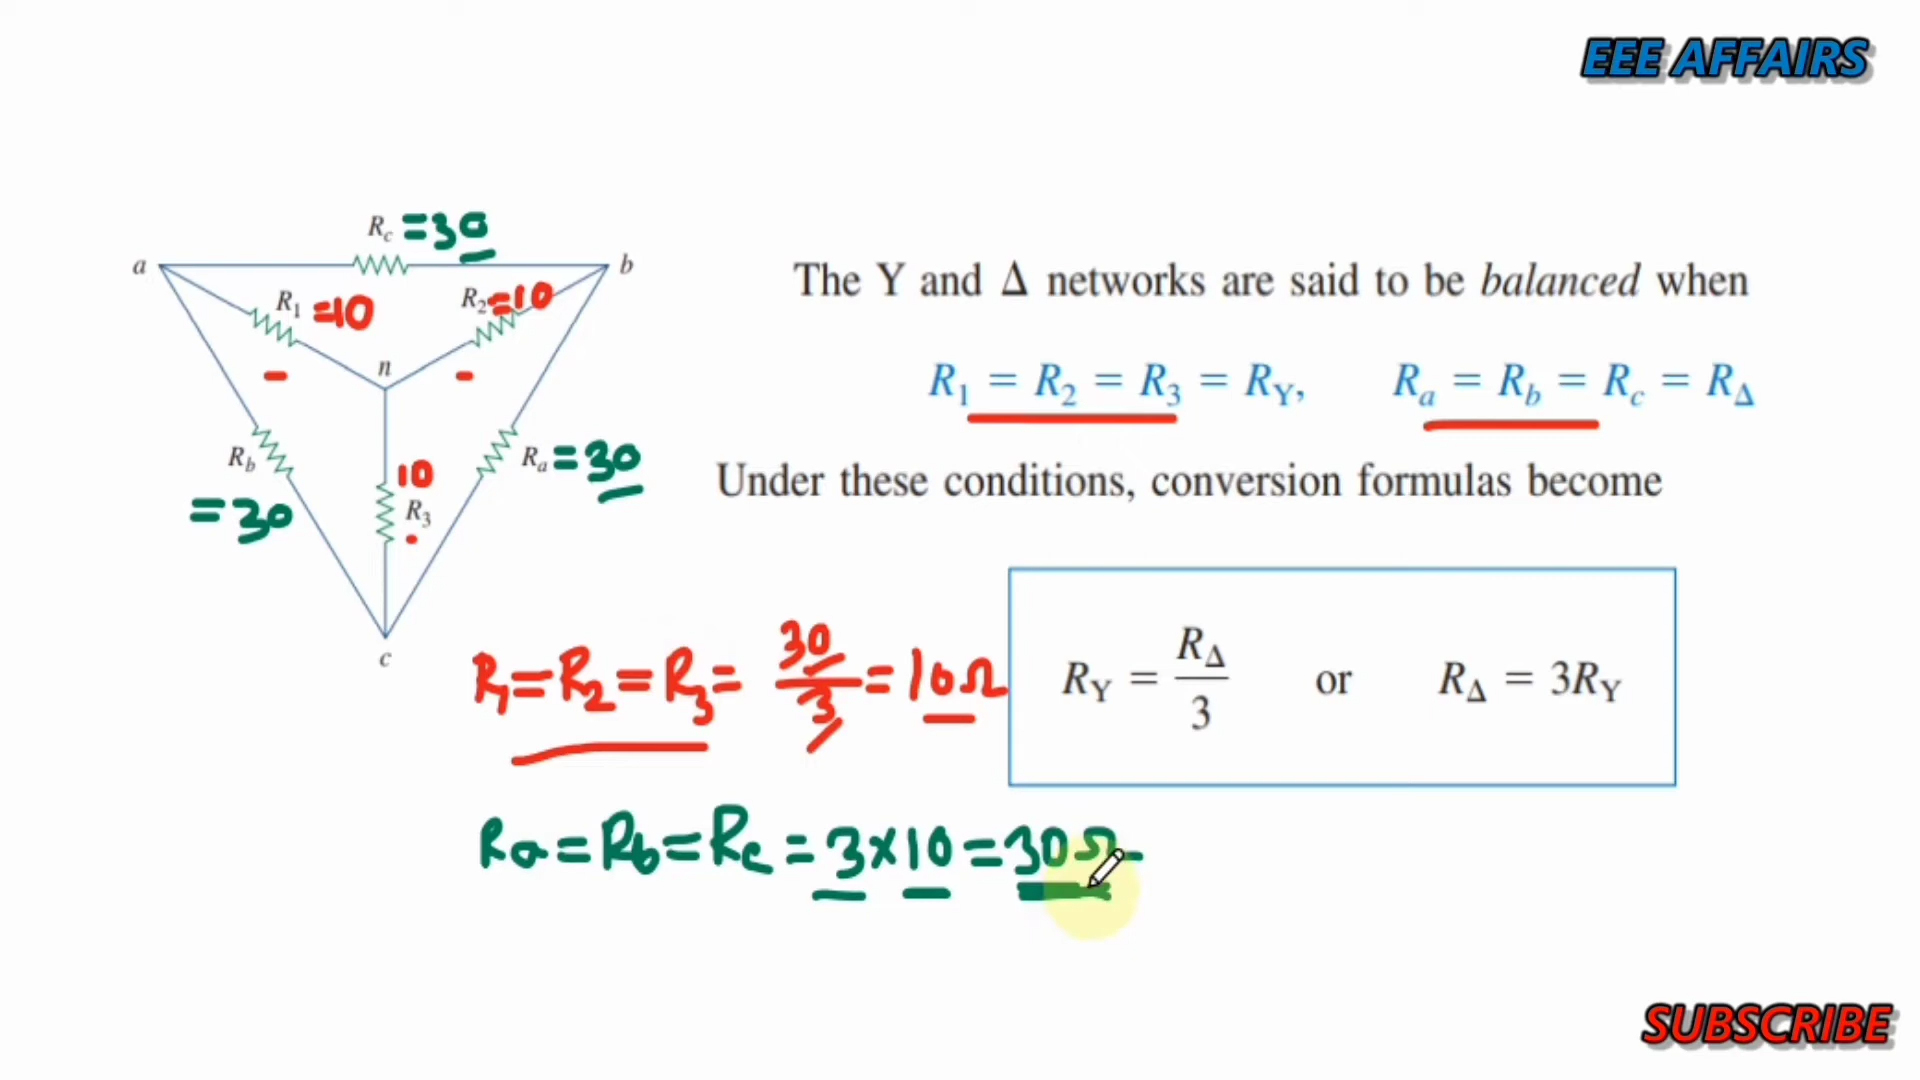 EEE AFFAIRS
Rc =30
a
b
R1 =10
R2 =10
n
The Y and Δ networks are said to be balanced when
R1 = R2 = R3 = RY, Ra = Rb = Rc = RΔ
Rb =30
10
R3
Ra =30
Under these conditions, conversion formulas become
c
R1=R2=R3= 30/3 =10Ω
RY = RΔ/3 or RΔ = 3RY
Ra=Rb=Rc=3×10=30Ω
SUBSCRIBE